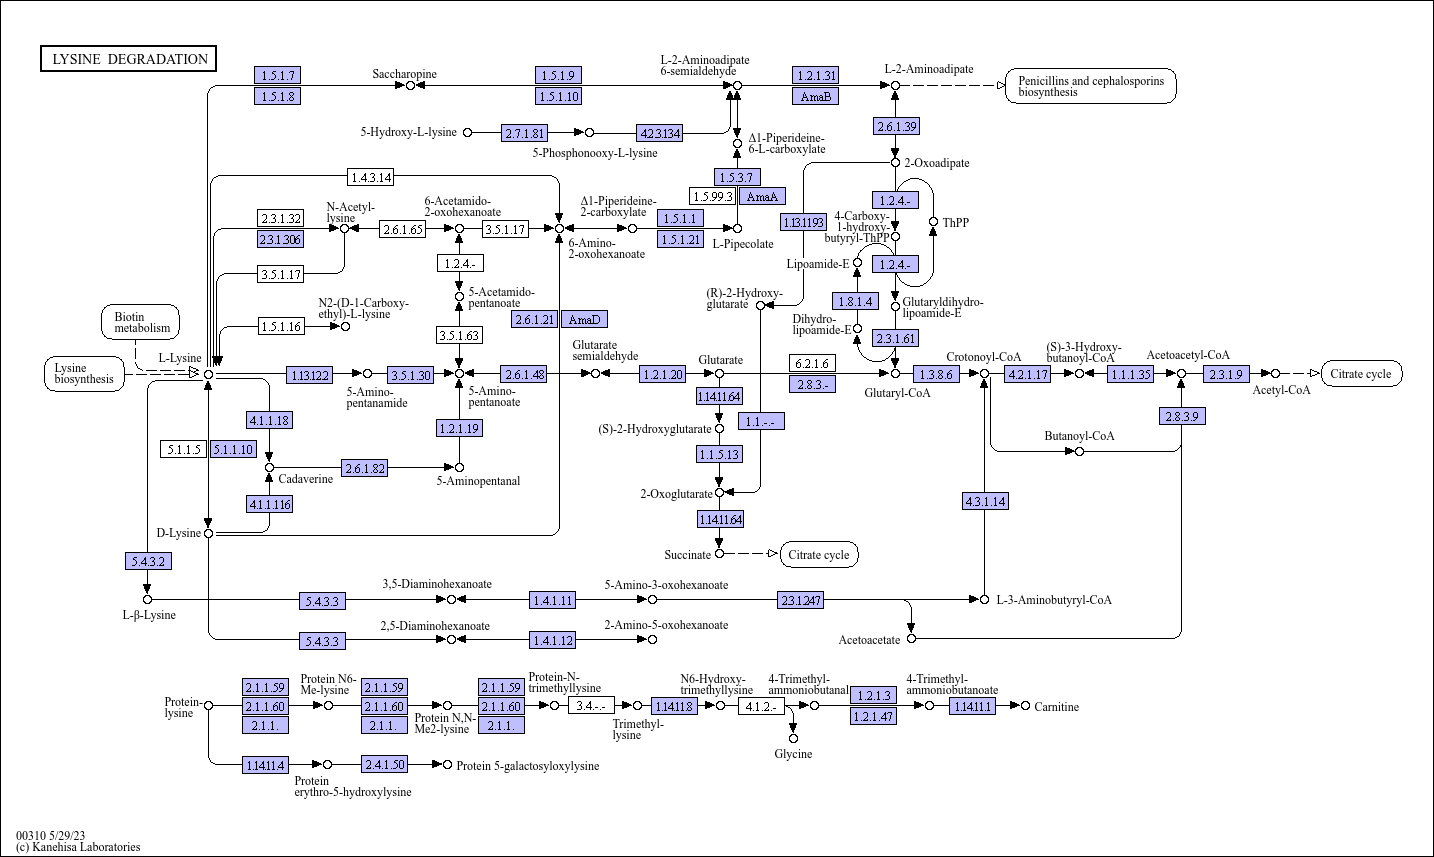 LYSINE DEGRADATION
1.5.1.7
1.5.1.8
Saccharopine
1.5.1.9
1.5.1.10
L-2-Aminoadipate
6-semialdehyde
1.2.1.31
AmaB
L-2-Aminoadipate
Penicillins and cephalosporins
biosynthesis
5-Hydroxy-L-lysine
2.7.1.81
5-Phosphonooxy-L-lysine
4.2.3.134
Δ1-Piperideine-
6-L-carboxylate
2.6.1.39
2-Oxoadipate
1.4.3.14
1.5.3.7
1.5.99.3
AmaA
1.2.4.-
ThPP
N-Acetyl-
lysine
2.3.1.32
2.3.1.306
2.6.1.65
6-Acetamido-
2-oxohexanoate
3.5.1.17
Δ1-Piperideine-
2-carboxylate
6-Amino-
2-oxohexanoate
1.5.1.1
1.5.1.21
L-Pipecolate
1.13.11.93
4-Carboxy-
1-hydroxy-
butyryl-ThPP
3.5.1.17
1.2.4.-
Lipoamide-E
1.2.4.-
N2-(D-1-Carboxy-
ethyl)-L-lysine
5-Acetamido-
pentanoate
(R)-2-Hydroxy-
glutarate
1.8.1.4
Glutaryldihydro-
lipoamide-E
Biotin
metabolism
1.5.1.16
3.5.1.63
2.6.1.21
AmaD
Dihydro-
lipoamide-E
2.3.1.61
Lysine
biosynthesis
L-Lysine
1.13.12.2
5-Amino-
pentanamide
3.5.1.30
5-Amino-
pentanoate
2.6.1.48
Glutarate
semialdehyde
1.2.1.20
Glutarate
6.2.1.6
2.8.3.-
Glutaryl-CoA
1.3.8.6
Crotonoyl-CoA
4.2.1.17
(S)-3-Hydroxy-
butanoyl-CoA
1.1.1.35
Acetoacetyl-CoA
2.3.1.9
Acetyl-CoA
Citrate cycle
4.1.1.18
1.2.1.19
1.14.11.64
(S)-2-Hydroxyglutarate
1.1.-.-
2.8.3.9
5.1.1.5
5.1.1.10
Butanoyl-CoA
Cadaverine
2.6.1.82
5-Aminopentanal
1.1.5.13
2-Oxoglutarate
4.1.1.116
4.3.1.14
D-Lysine
1.14.11.64
Succinate
Citrate cycle
5.4.3.2
L-β-Lysine
5.4.3.3
3,5-Diaminohexanoate
1.4.1.11
5-Amino-3-oxohexanoate
2.3.1.247
L-3-Aminobutyryl-CoA
5.4.3.3
2,5-Diaminohexanoate
1.4.1.12
2-Amino-5-oxohexanoate
Acetoacetate
Protein-
lysine
2.1.1.59
2.1.1.60
2.1.1.
Protein N6-
Me-lysine
2.1.1.59
2.1.1.60
2.1.1.
Protein N,N-
Me2-lysine
2.1.1.59
2.1.1.60
2.1.1.
Protein-N-
trimethyllysine
3.4.-.-
Trimethyl-
lysine
1.14.11.8
N6-Hydroxy-
trimethyllysine
4.1.2.-
Glycine
4-Trimethyl-
ammoniobutanal
1.2.1.3
1.2.1.47
4-Trimethyl-
ammoniobutanoate
1.14.11.1
Carnitine
1.14.11.4
Protein
erythro-5-hydroxylysine
2.4.1.50
Protein 5-galactosyloxylysine
00310 5/29/23
(c) Kanehisa Laboratories